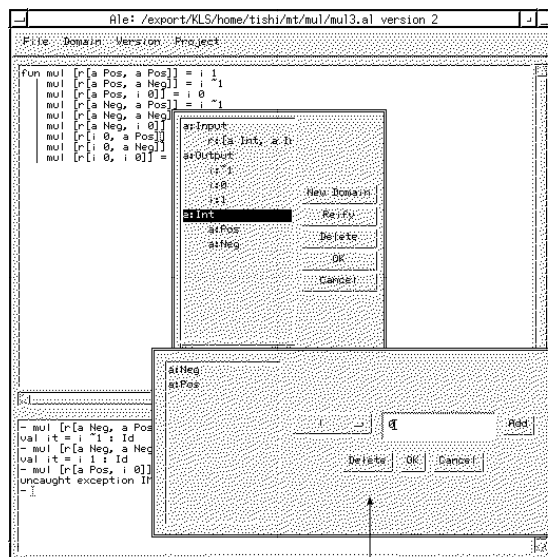 Ale: /export/KLS/home/tishi/mt/mul/mul3.al version 2
File Domain Version Project
fun mul [r[a Pos, a Pos]] = i 1
| mul [r[a Pos, a Neg]] = i ~1
| mul [r[a Pos, i 0]] = i 0
| mul [r[a Neg, a Pos]] = i ~1
| mul [r[a Neg, a Neg]]
| mul [r[a Neg, i 0]]
| mul [r[i 0, a Pos]]
| mul [r[i 0, a Neg]]
| mul [r[i 0, i 0]] =
a:Input
r:[a Int, a I
a:Output
i:~1
i:0
i:1
a:Int
a:Pos
a:Neg
New Domain
Reify
Delete
OK
Cancel
a:Neg
a:Pos
i
0
Add
Delete OK Cancel
- mul [r[a Neg, a Pos
val it = i ~1 : Id
- mul [r[a Neg, a Neg
val it = i 1 : Id
- mul [r[a Pos, i 0]]
uncaught exception
-